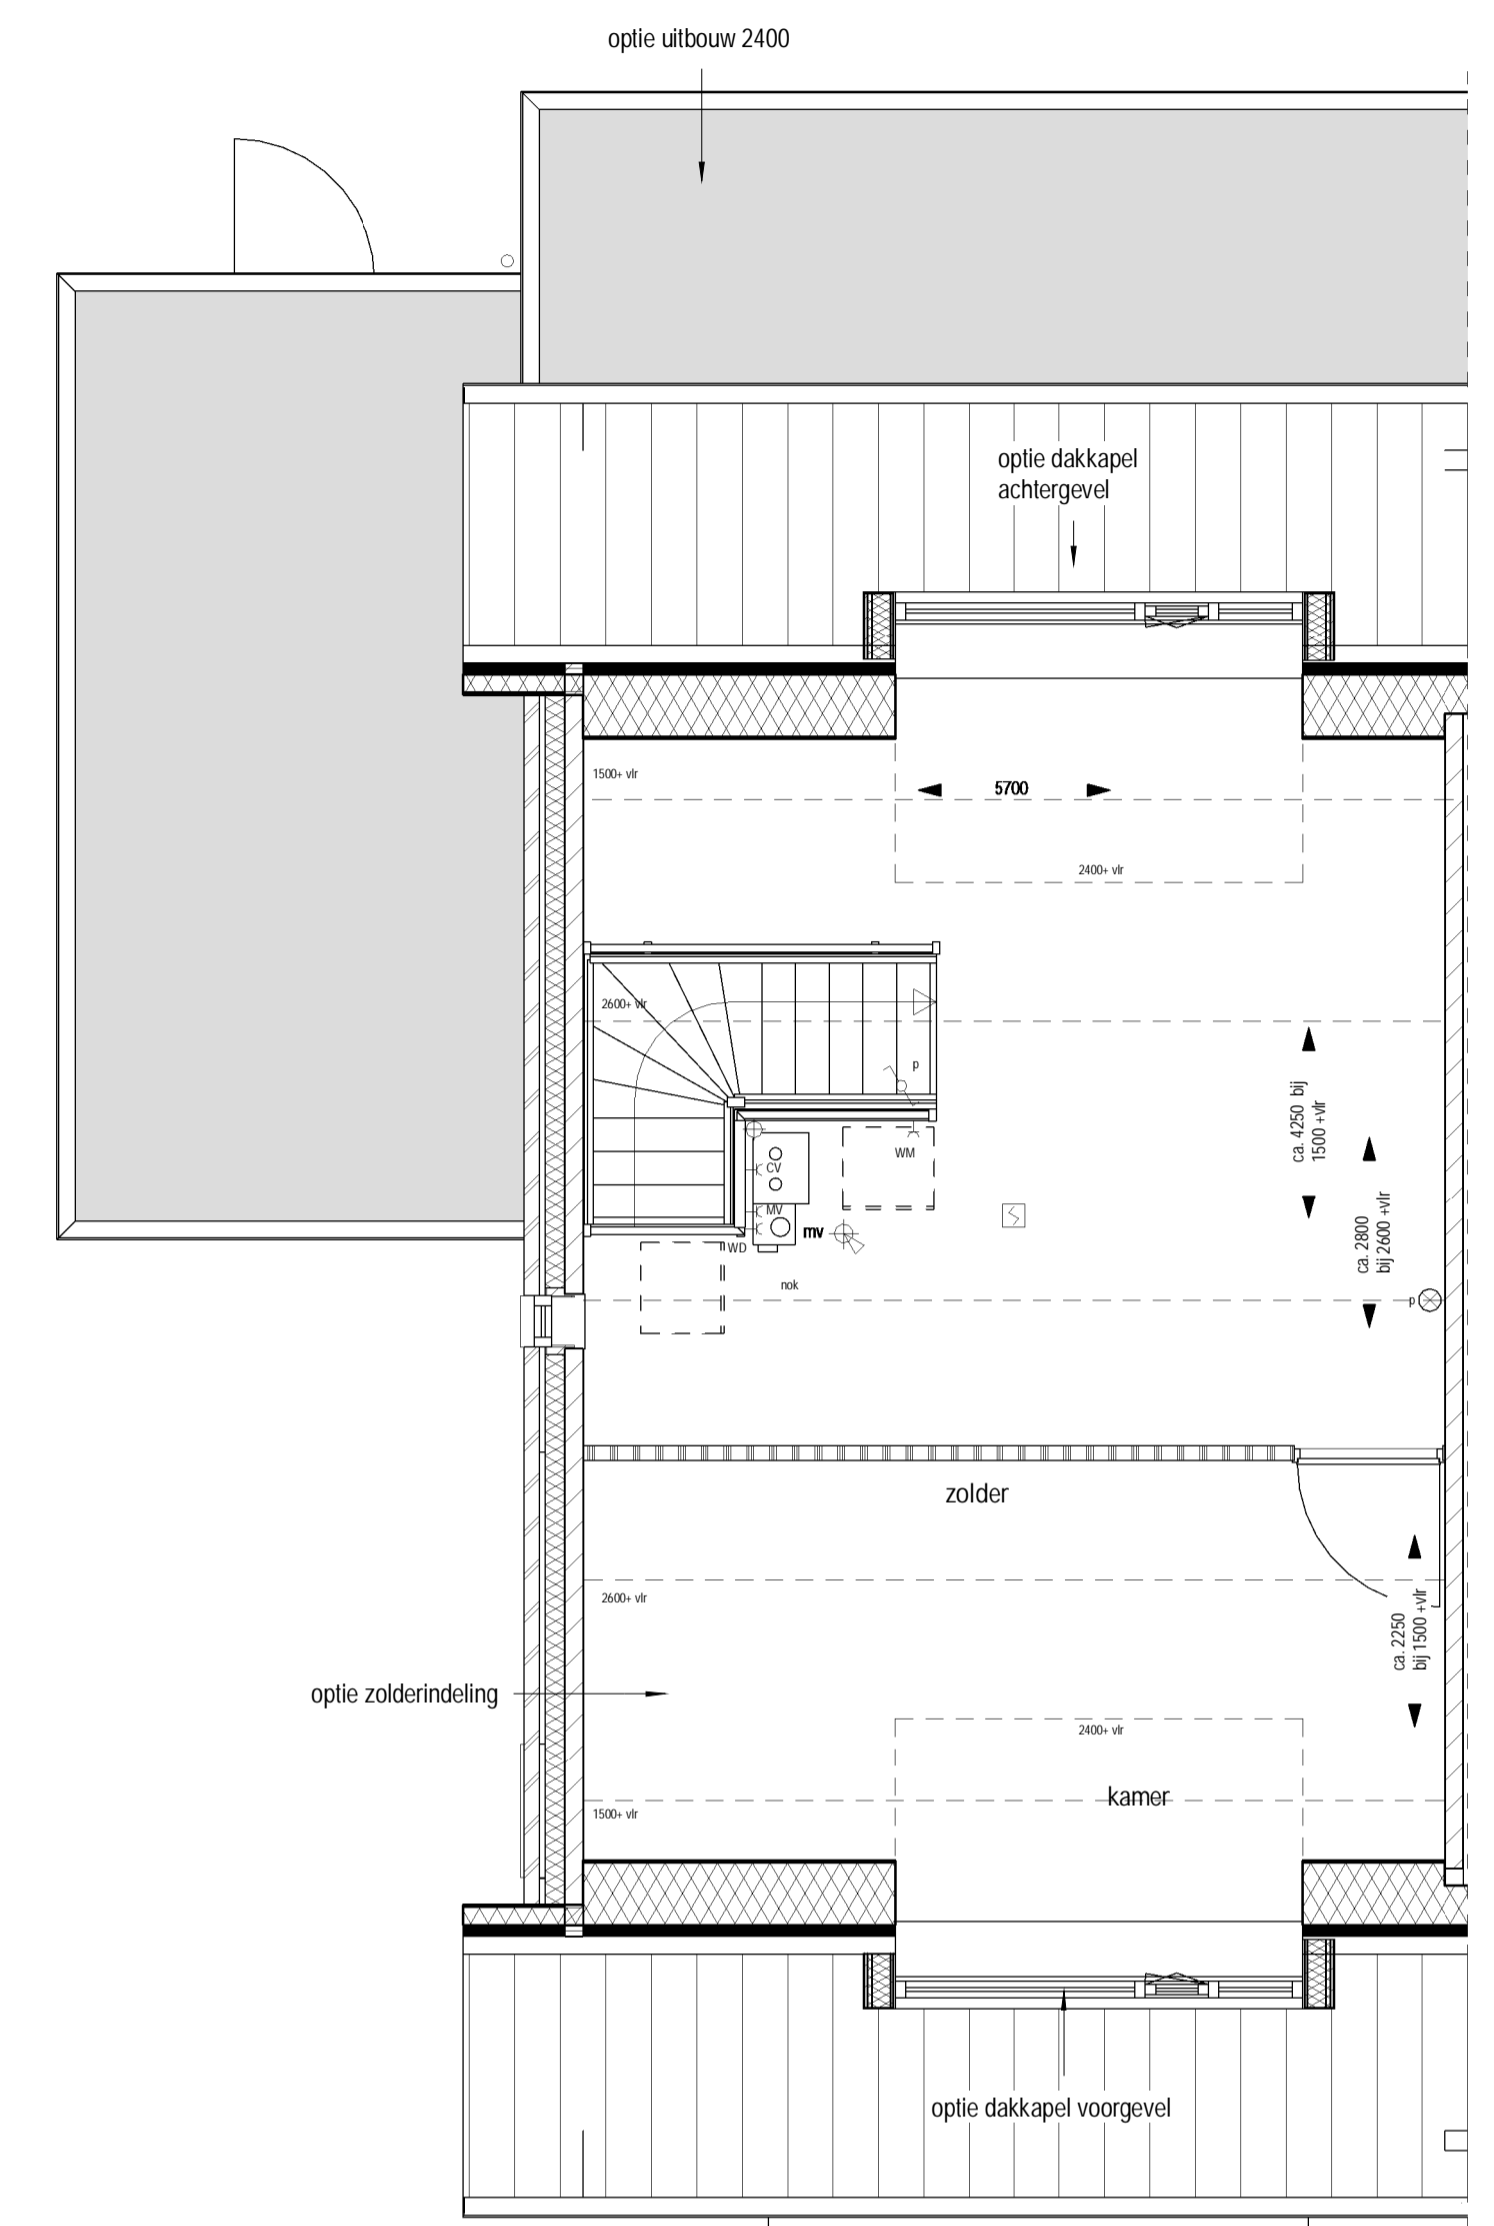 optie uitbouw 2400
optie dakkapel
achtergevel
1500+ vlr
5700
2400+ vlr
2600+ vlr
p
ca. 4250 bij
1500 +vlr
WM
CV
MV
mv
WD
ca. 2800
bij 2600 +vlr
nok
p
zolder
2600+ vlr
ca. 2250
bij 1500 +vlr
optie zolderindeling
2400+ vlr
kamer
1500+ vlr
optie dakkapel voorgevel